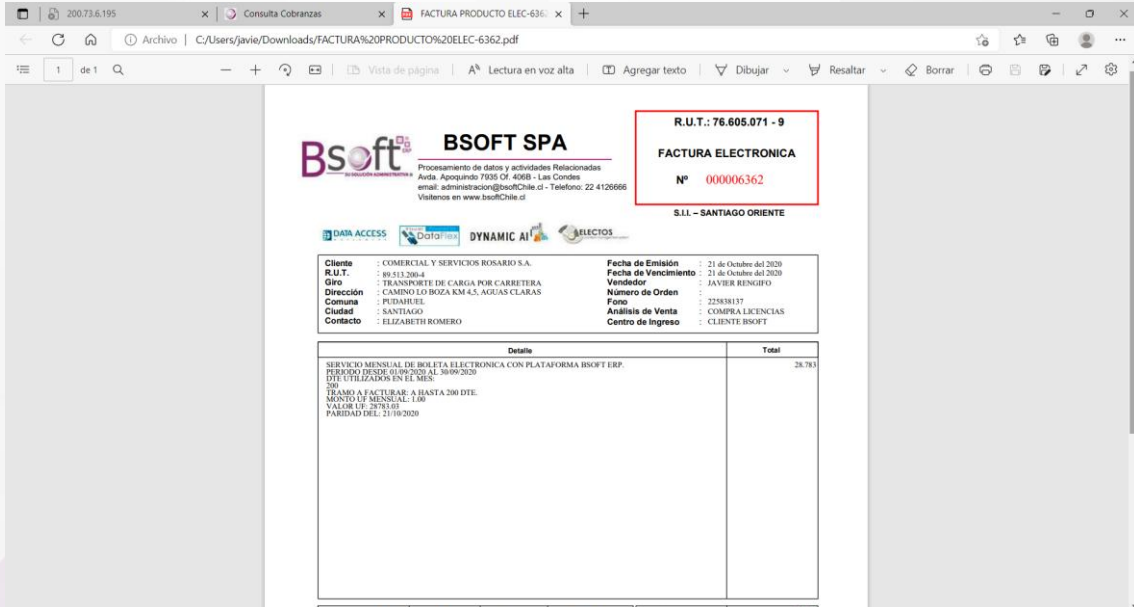 200.73.6.195
Consulta Cobranzas
FACTURA PRODUCTO ELEC-636
Archivo | C:/Users/javie/Downloads/FACTURA%20PRODUCTO%20ELEC-6362.pdf
1 de 1
Vista de página
Lectura en voz alta
Agregar texto
Dibujar
Resaltar
Borrar
Bsoft ERP
BSOFT SPA
Procesamiento de datos y actividades Relacionadas
Avda. Apoquindo 7935 Of. 406B - Las Condes
email: administracion@bsoftChile.cl - Telefono: 22 4126666
Visitenos en www.bsoftChile.cl
R.U.T.: 76.605.071 - 9
FACTURA ELECTRONICA
Nº 000006362
S.I.I. – SANTIAGO ORIENTE
DATA ACCESS
DataFlex
DYNAMIC AI
SELECTOS
Cliente : COMERCIAL Y SERVICIOS ROSARIO S.A.
R.U.T. : 89.513.200-4
Giro : TRANSPORTE DE CARGA POR CARRETERA
Dirección : CAMINO LO BOZA KM 4,5, AGUAS CLARAS
Comuna : PUDAHUEL
Ciudad : SANTIAGO
Contacto : ELIZABETH ROMERO
Fecha de Emisión : 21 de Octubre del 2020
Fecha de Vencimiento : 21 de Octubre del 2020
Vendedor : JAVIER RENGIFO
Número de Orden :
Fono : 225838137
Análisis de Venta : COMPRA LICENCIAS
Centro de Ingreso : CLIENTE BSOFT
Detalle Total
SERVICIO MENSUAL DE BOLETA ELECTRONICA CON PLATAFORMA BSOFT ERP. 28.783
PERIODO DESDE 01/09/2020 AL 30/09/2020
DTE UTILIZADOS EN EL MES:
200
TRAMO A FACTURAR: A HASTA 200 DTE.
MONTO UF MENSUAL: 1.00
VALOR UF: 28783.03
PARIDAD DEL: 21/10/2020